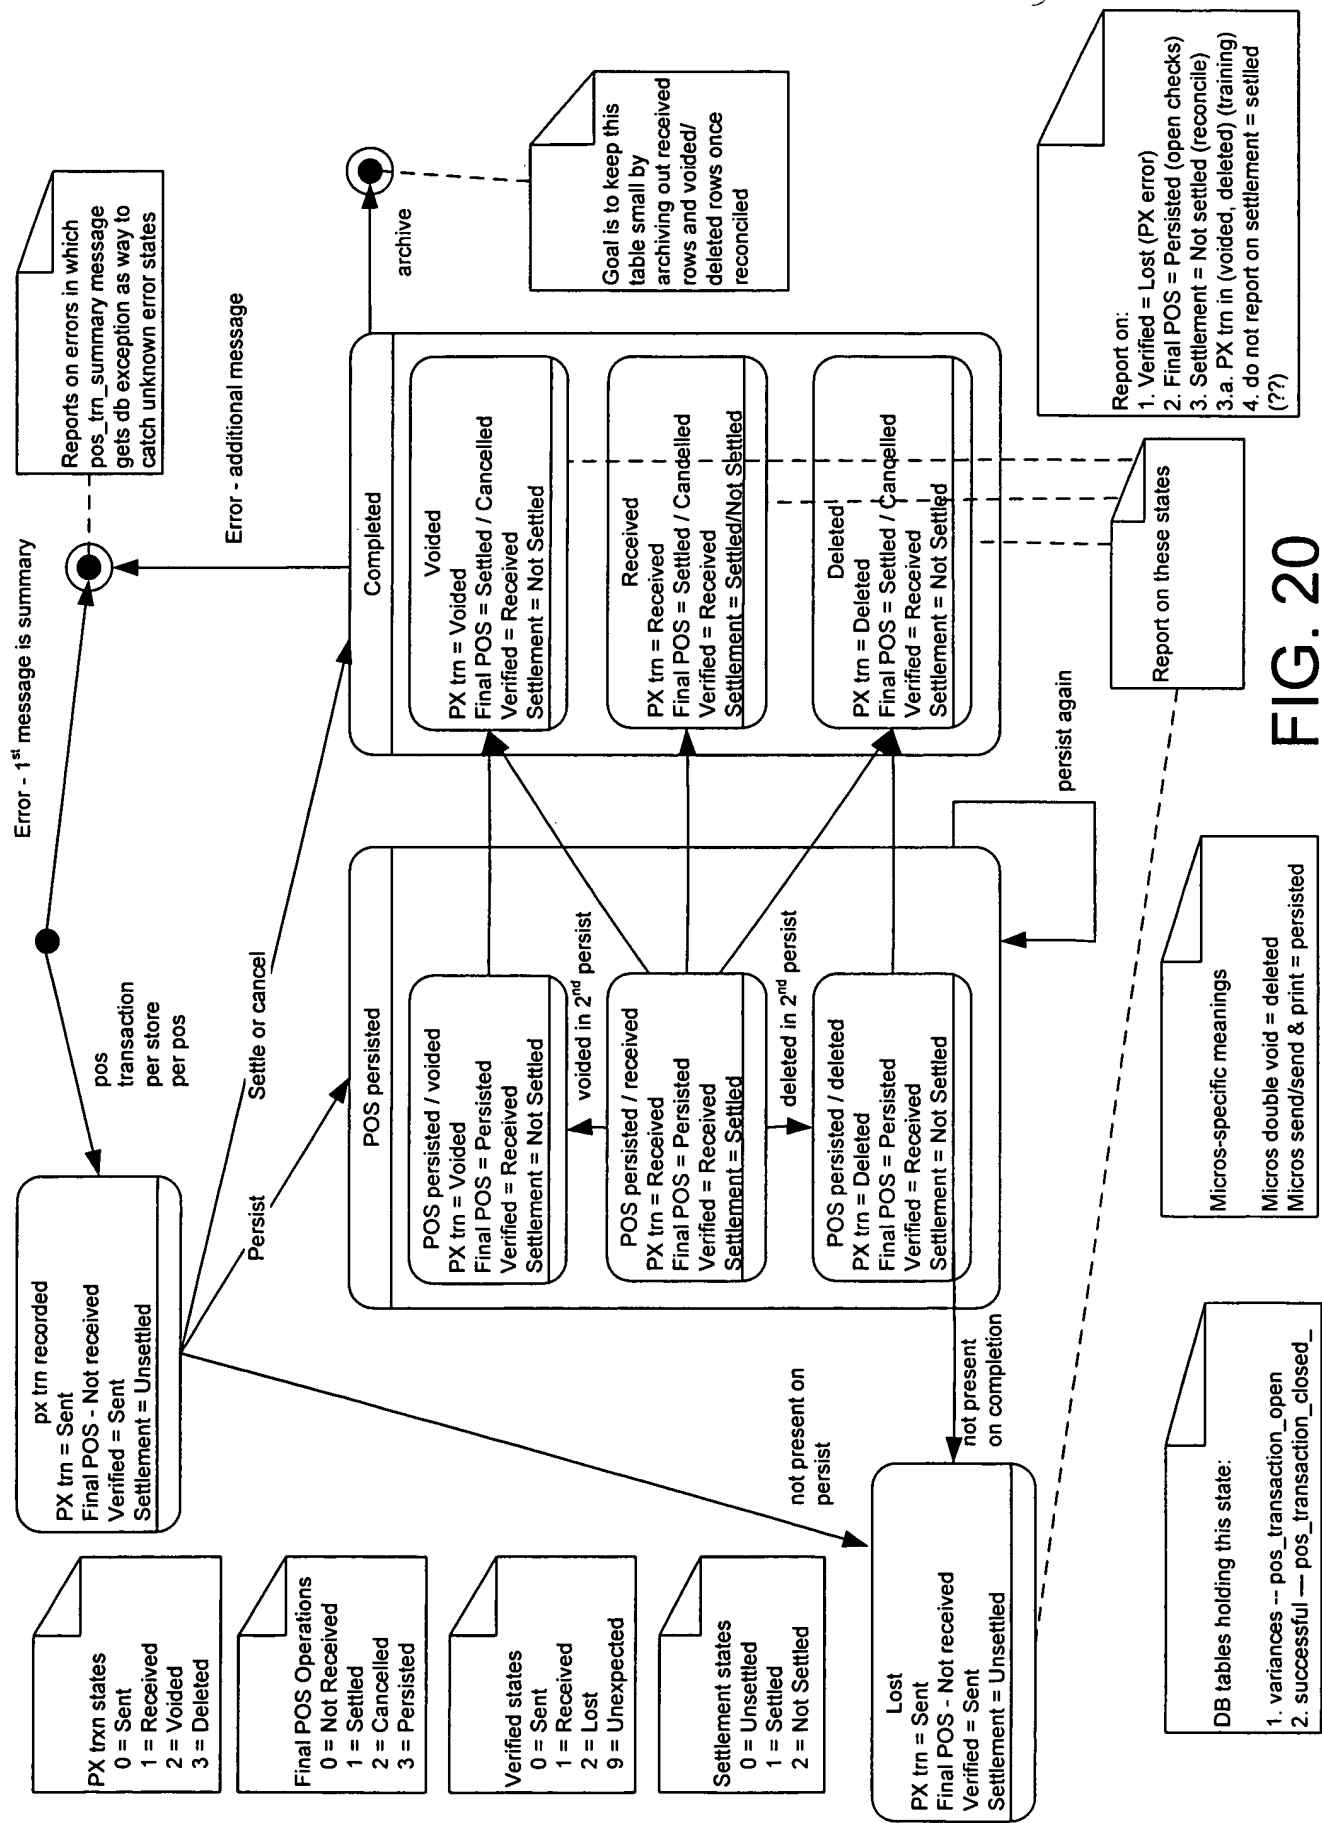 PX trxn states
0 = Sent
1 = Received
2 = Voided
3 = Deleted
Final POS Operations
0 = Not Received
1 = Settled
2 = Cancelled
3 = Persisted
Verified states
0 = Sent
1 = Received
2 = Lost
9 = Unexpected
Settlement states
0 = Unsettled
1 = Settled
2 = Not Settled
px trn recorded
PX trn = Sent
Final POS - Not received
Verified = Sent
Settlement = Unsettled
pos
transaction
per store
per pos
Error - 1st message is summary
Reports on errors in which
pos_trn_summary message
gets db exception as way to
catch unknown error states
Error - additional message
Settle or cancel
Persist
not present on
persist
POS persisted
POS persisted / voided
PX trn = Voided
Final POS = Persisted
Verified = Received
Settlement = Not Settled
voided in 2nd persist
POS persisted / received
PX trn = Received
Final POS = Persisted
Verified = Received
Settlement = Settled
deleted in 2nd persist
POS persisted / deleted
PX trn = Deleted
Final POS = Persisted
Verified = Received
Settlement = Not Settled
persist again
Completed
Voided
PX trn = Voided
Final POS = Settled / Cancelled
Verified = Received
Settlement = Not Settled
Received
PX trn = Received
Final POS = Settled / Cancelled
Verified = Received
Settlement = Settled/Not Settled
Deleted
PX trn = Deleted
Final POS = Settled / Cancelled
Verified = Received
Settlement = Not Settled
archive
Goal is to keep this
table small by
archiving out received
rows and voided/
deleted rows once
reconciled
not present
on completion
Lost
PX trn = Sent
Final POS - Not received
Verified = Sent
Settlement = Unsettled
Report on these states
Report on:
1. Verified = Lost (PX error)
2. Final POS = Persisted (open checks)
3. Settlement = Not settled (reconcile)
3.a. PX trn in (voided, deleted) (training)
4. do not report on settlement = setlled
(??)
DB tables holding this state:
1. variances -- pos_transaction_open
2. successful — pos_transaction_closed_
Micros-specific meanings
Micros double void = deleted
Micros send/send & print = persisted
FIG. 20